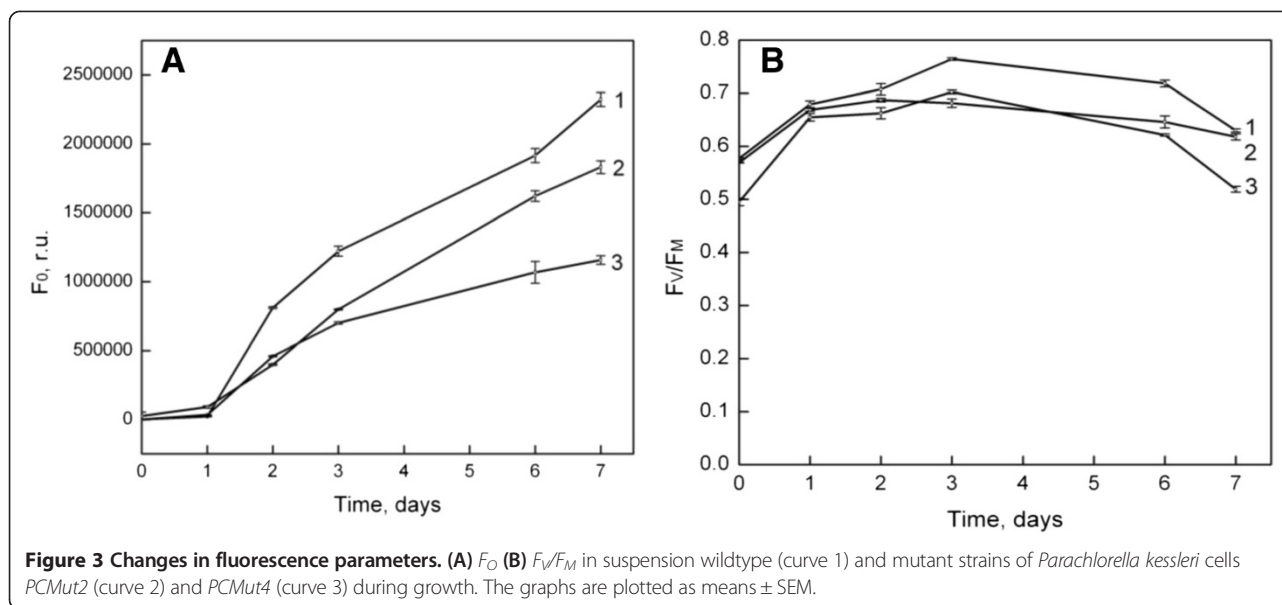 A
2500000
2000000
1500000
1000000
500000
0
F0, r.u.
1
2
3
0 1 2 3 4 5 6 7
Time, days
B
0.8
0.7
0.6
0.5
0.4
0.3
0.2
0.1
0.0
FV/FM
1
2
3
0 1 2 3 4 5 6 7
Time, days
Figure 3 Changes in fluorescence parameters. (A) FO (B) FV/FM in suspension wildtype (curve 1) and mutant strains of Parachlorella kessleri cells
PCMut2 (curve 2) and PCMut4 (curve 3) during growth. The graphs are plotted as means ± SEM.